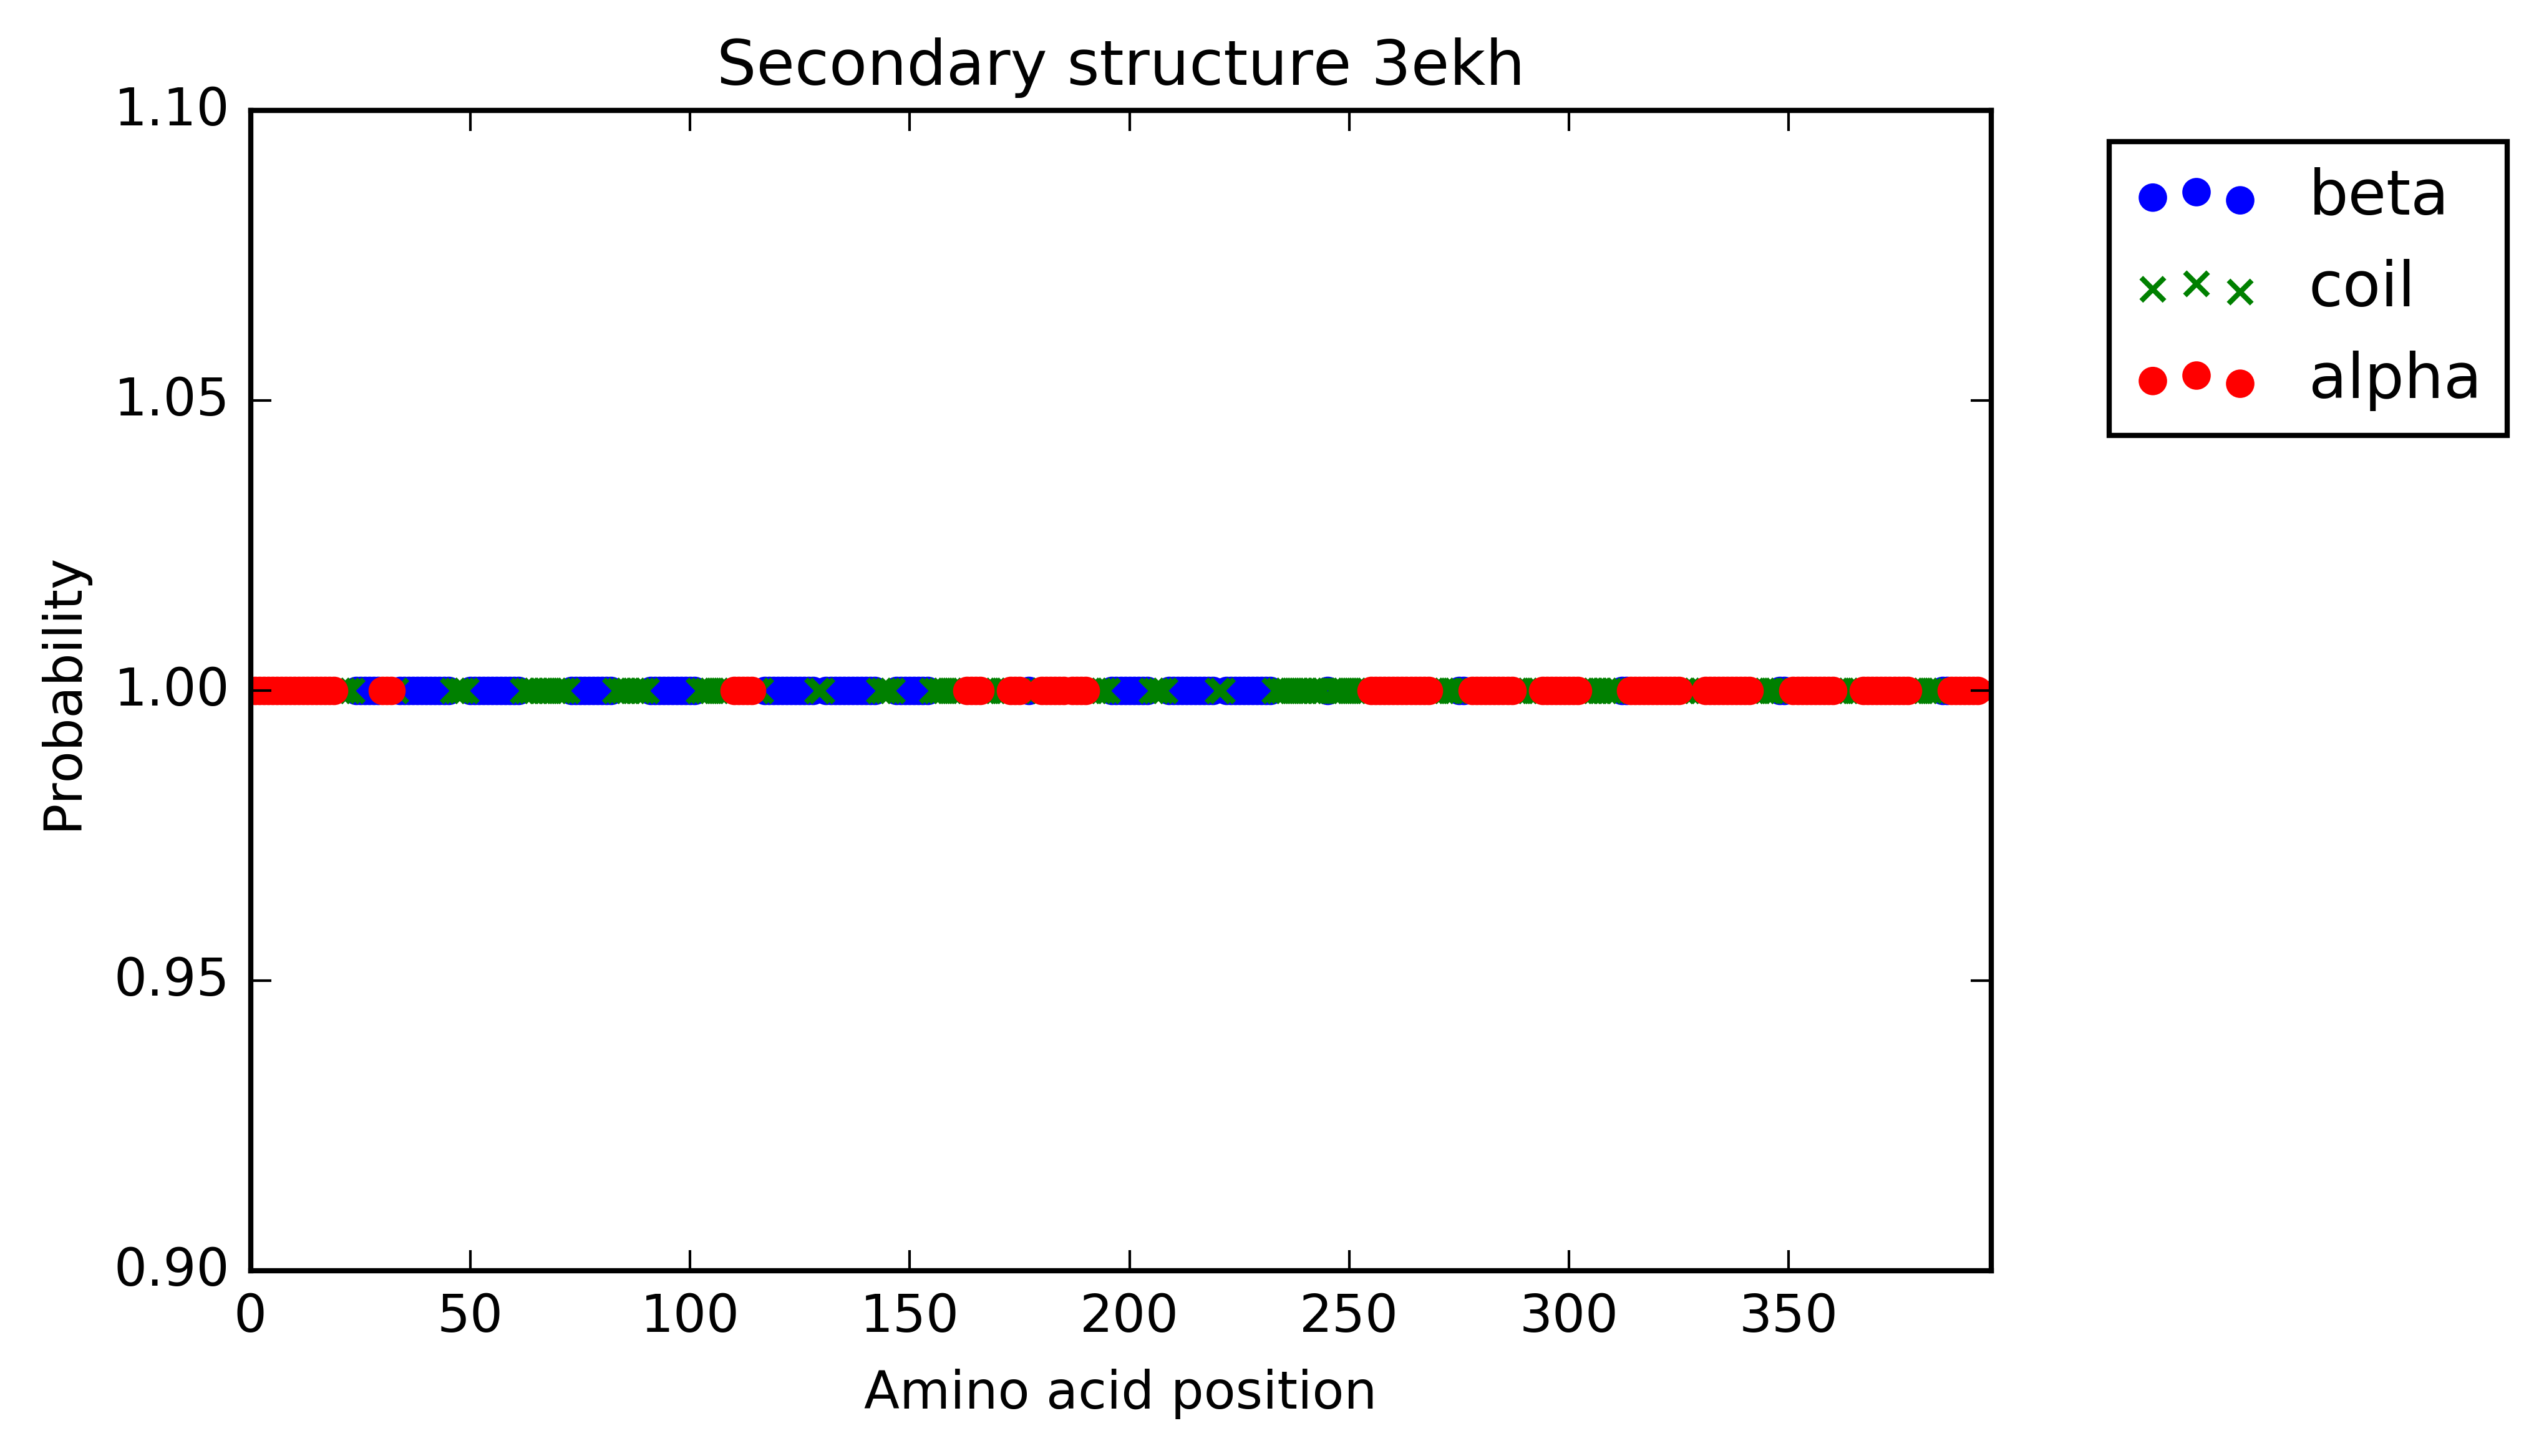 Secondary structure 3ekh
1.10
1.05
1.00
0.95
0.90
Probability
0 50 100 150 200 250 300 350
Amino acid position
beta
coil
alpha